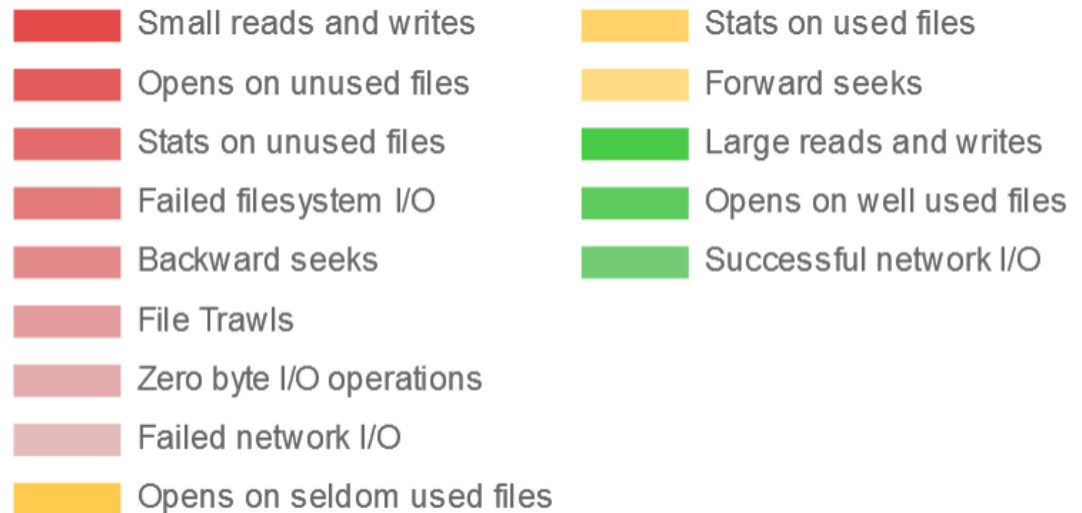 Small reads and writes
Opens on unused files
Stats on unused files
Failed filesystem I/O
Backward seeks
File Trawls
Zero byte I/O operations
Failed network I/O
Opens on seldom used files
Stats on used files
Forward seeks
Large reads and writes
Opens on well used files
Successful network I/O